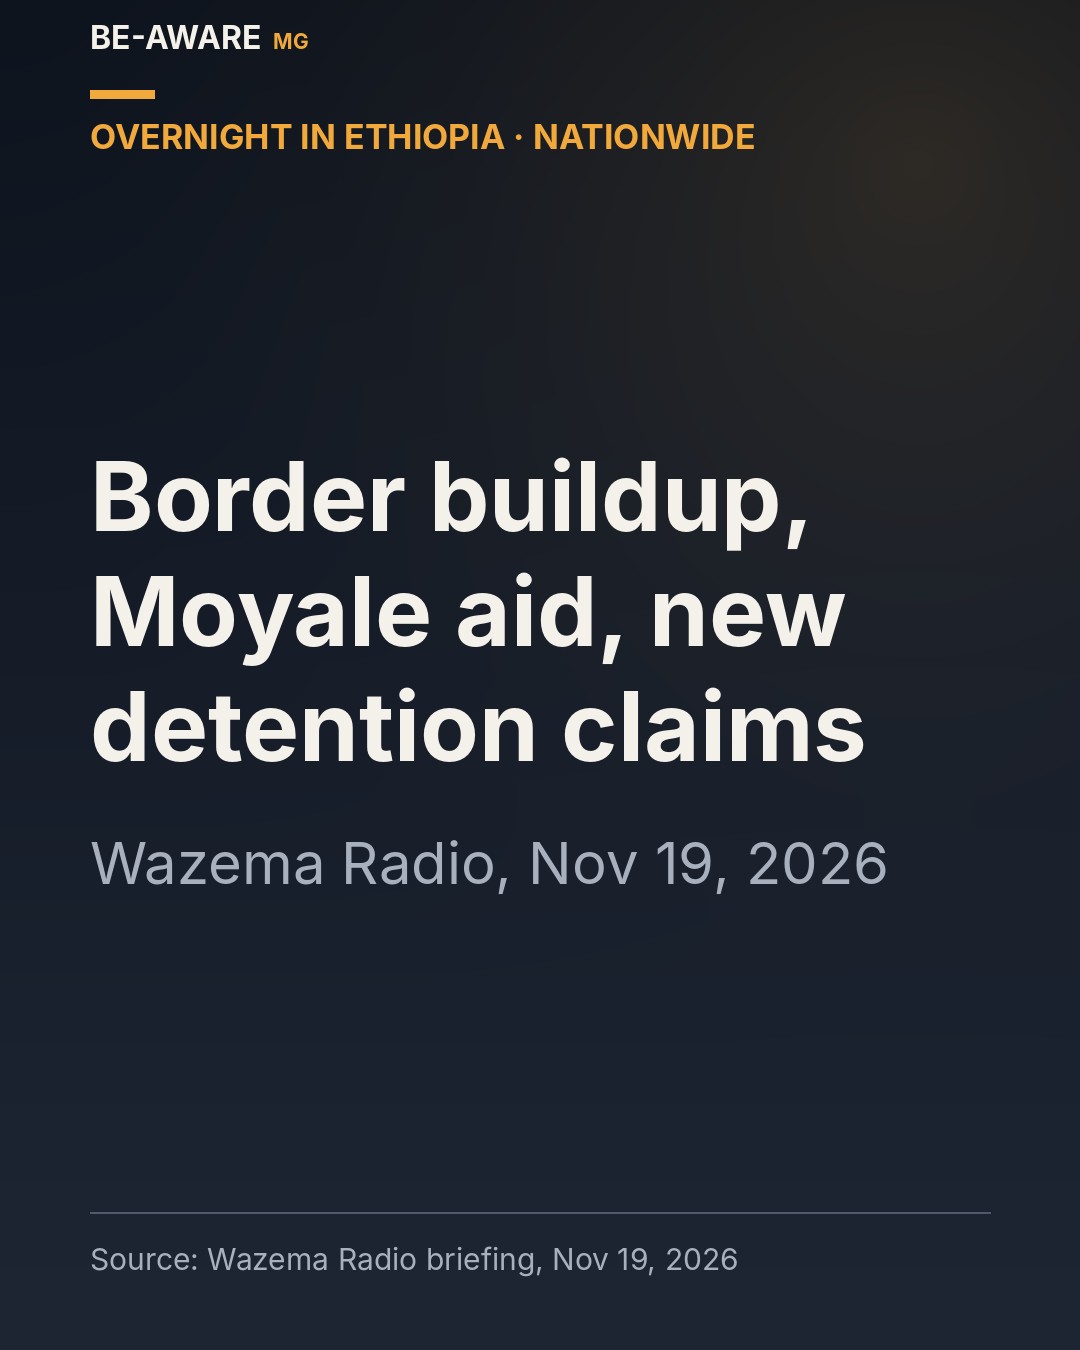 BE-AWARE MG
OVERNIGHT IN ETHIOPIA · NATIONWIDE
Border buildup,
Moyale aid, new
detention claims
Wazema Radio, Nov 19, 2026
Source: Wazema Radio briefing, Nov 19, 2026